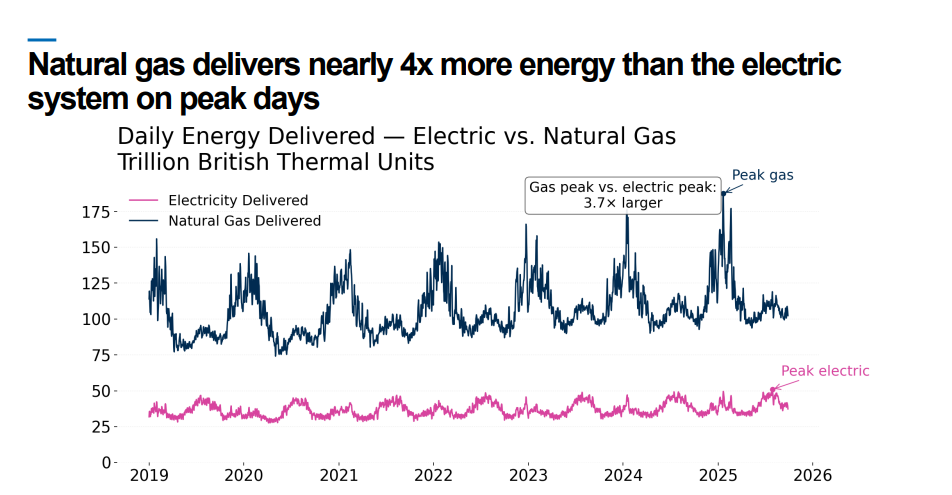 Natural gas delivers nearly 4x more energy than the electric
system on peak days
Daily Energy Delivered — Electric vs. Natural Gas
Trillion British Thermal Units
Peak gas
Gas peak vs. electric peak:
3.7× larger
Electricity Delivered
Natural Gas Delivered
175
150
125
100
75
Peak electric
50
25
0
2019 2020 2021 2022 2023 2024 2025 2026